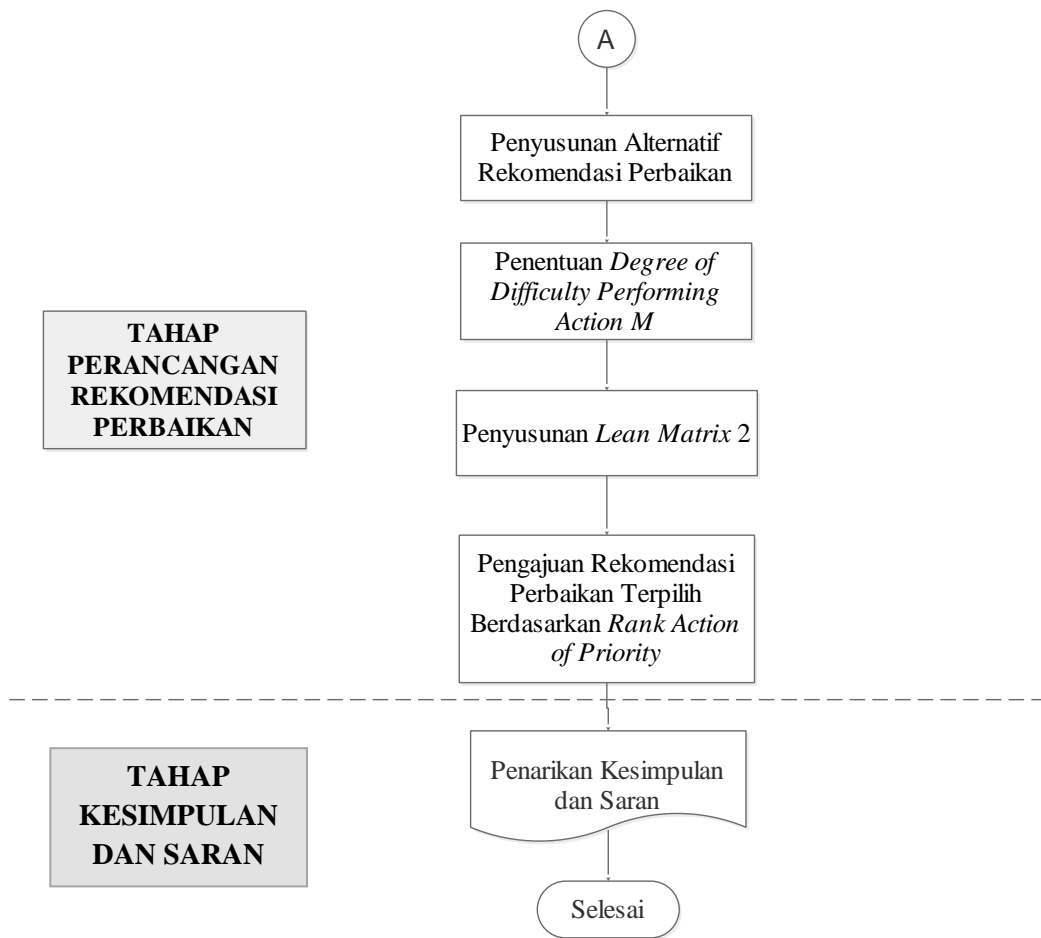 A
Penyusunan Alternatif
Rekomendasi Perbaikan
Penentuan Degree of
Difficulty Performing
Action M
TAHAP
PERANCANGAN
REKOMENDASI
PERBAIKAN
Penyusunan Lean Matrix 2
Pengajuan Rekomendasi
Perbaikan Terpilih
Berdasarkan Rank Action
of Priority
TAHAP
KESIMPULAN
DAN SARAN
Penarikan Kesimpulan
dan Saran
Selesai